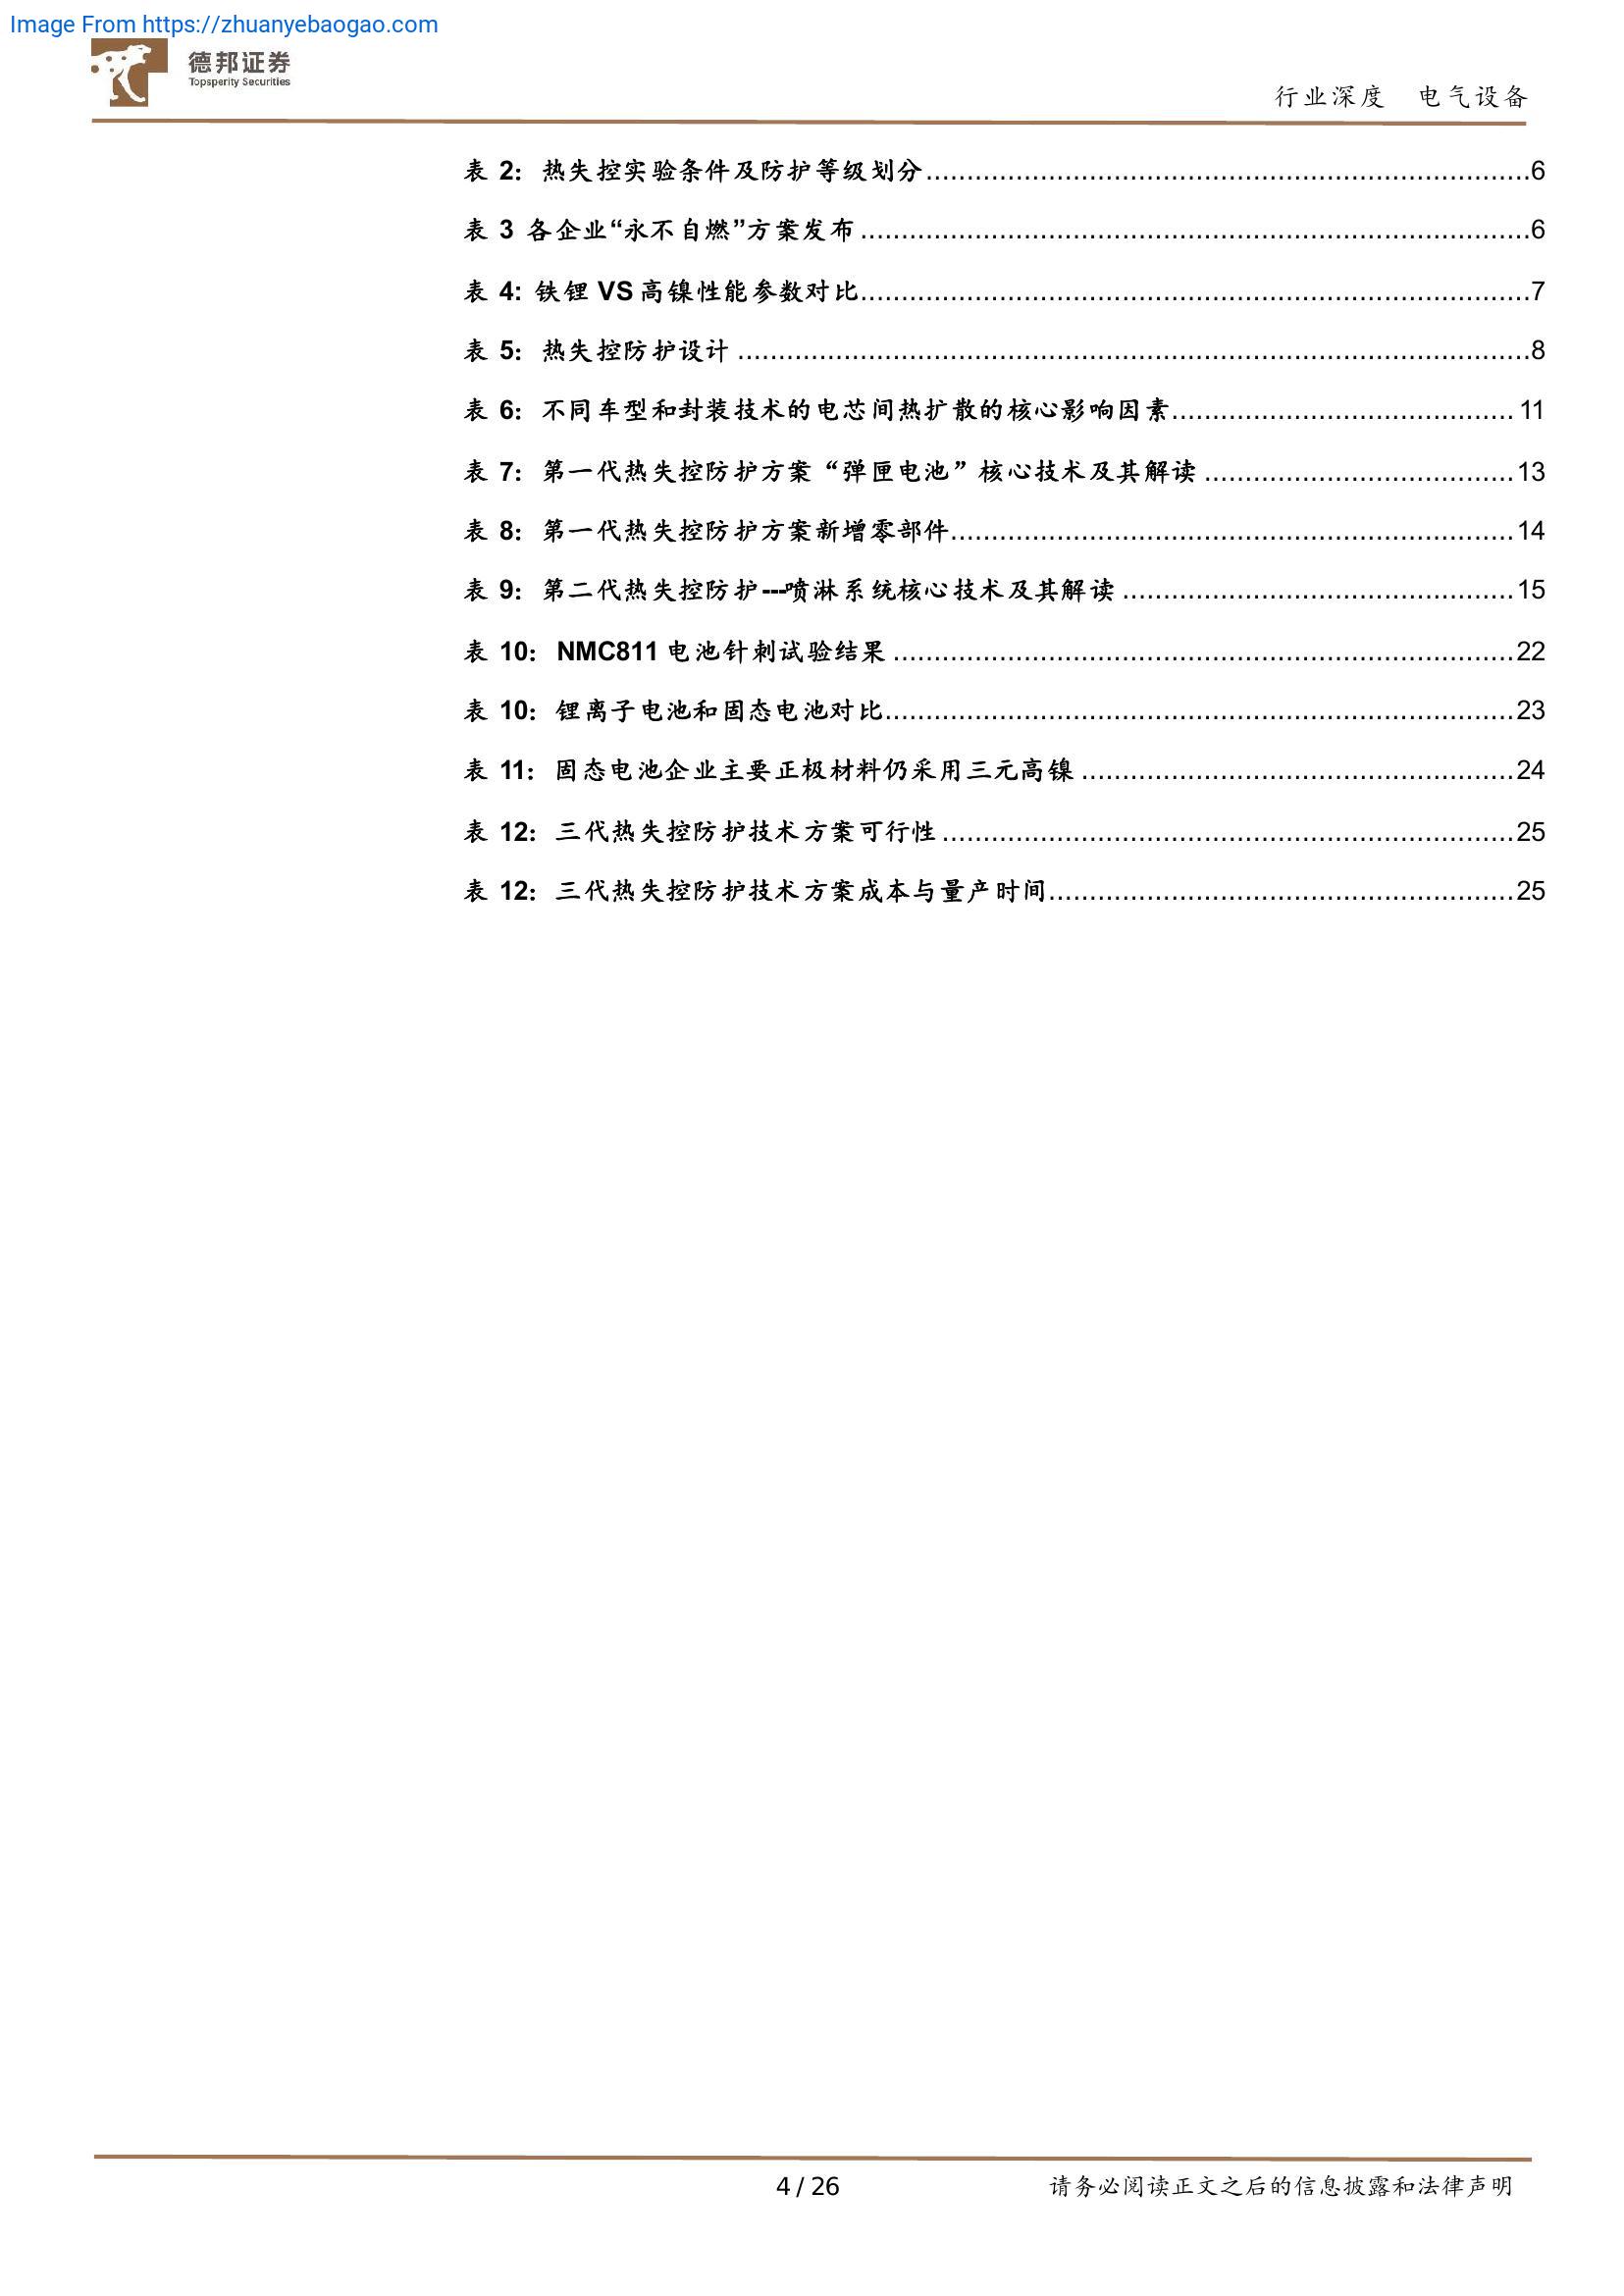 Image From https://zhuanyebaogao.com
德邦证券
Topsperity Securities
行业深度 电气设备
表 2：热失控实验条件及防护等级划分......................................................................6
表 3 各企业“永不自燃”方案发布......................................................................6
表 4: 铁锂 VS 高镍性能参数对比......................................................................7
表 5：热失控防护设计......................................................................8
表 6：不同车型和封装技术的电芯间热扩散的核心影响因素.......................................... 11
表 7：第一代热失控防护方案“弹匣电池”核心技术及其解读......................................13
表 8：第一代热失控防护方案新增零部件......................................................................14
表 9：第二代热失控防护---喷淋系统核心技术及其解读................................................15
表 10：NMC811 电池针刺试验结果......................................................................22
表 10：锂离子电池和固态电池对比......................................................................23
表 11：固态电池企业主要正极材料仍采用三元高镍.....................................................24
表 12：三代热失控防护技术方案可行性......................................................................25
表 12：三代热失控防护技术方案成本与量产时间.........................................................25
4 / 26
请务必阅读正文之后的信息披露和法律声明